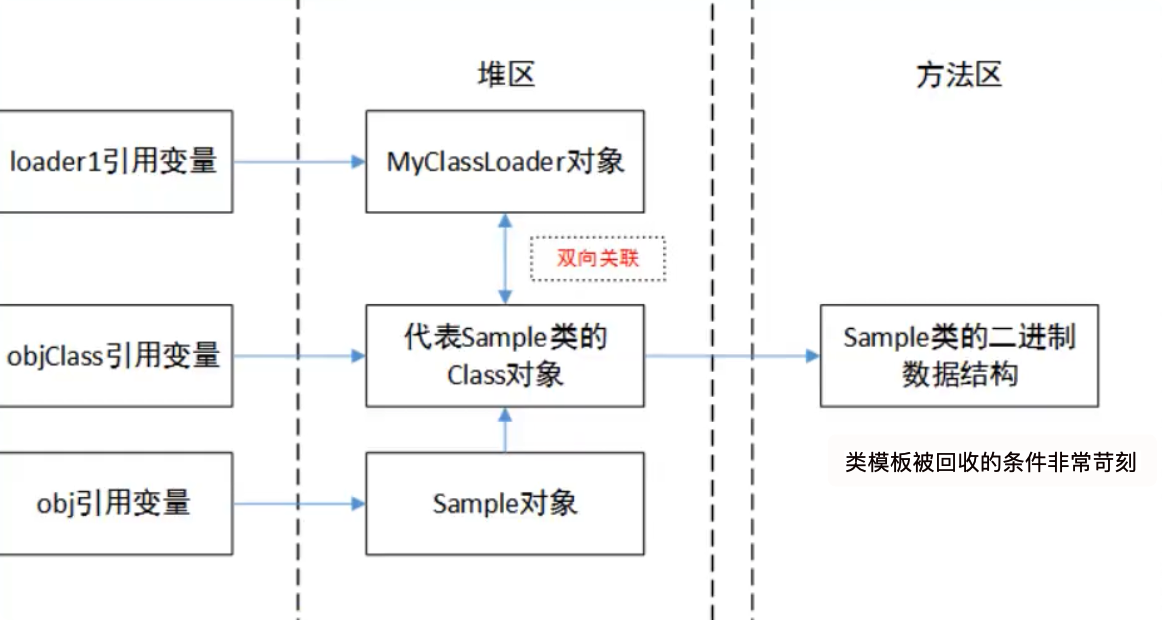 堆区
方法区
loader1引用变量
MyClassLoader对象
双向关联
objClass引用变量
代表Sample类的
Class对象
Sample类的二进制
数据结构
类模板被回收的条件非常苛刻
obj引用变量
Sample对象